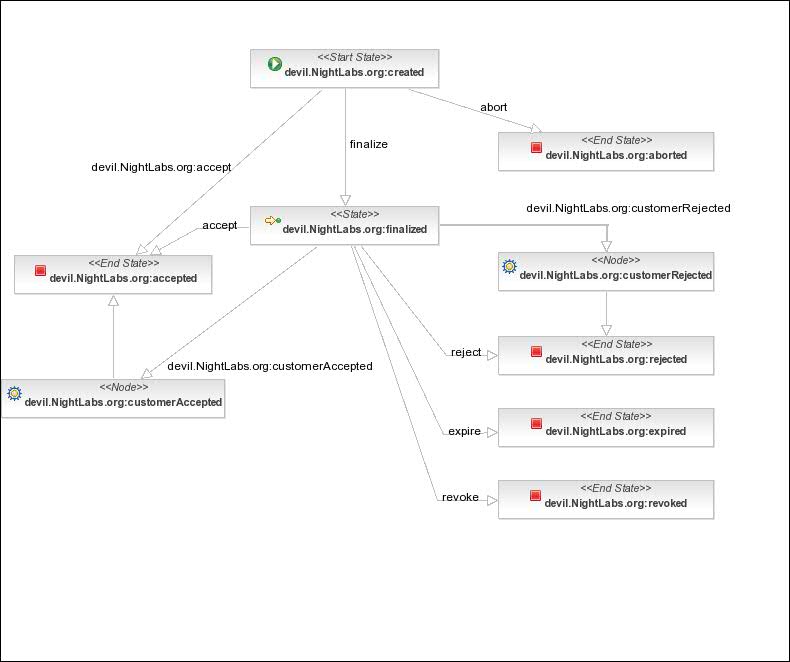 <<Start State>>
devil.NightLabs.org:created
abort
finalize
<<End State>>
devil.NightLabs.org:aborted
devil.NightLabs.org:accept
devil.NightLabs.org:customerRejected
<<State>>
devil.NightLabs.org:finalized
accept
<<End State>>
devil.NightLabs.org:accepted
<<Node>>
devil.NightLabs.org:customerRejected
reject
<<End State>>
devil.NightLabs.org:rejected
devil.NightLabs.org:customerAccepted
<<Node>>
devil.NightLabs.org:customerAccepted
expire
<<End State>>
devil.NightLabs.org:expired
revoke
<<End State>>
devil.NightLabs.org:revoked